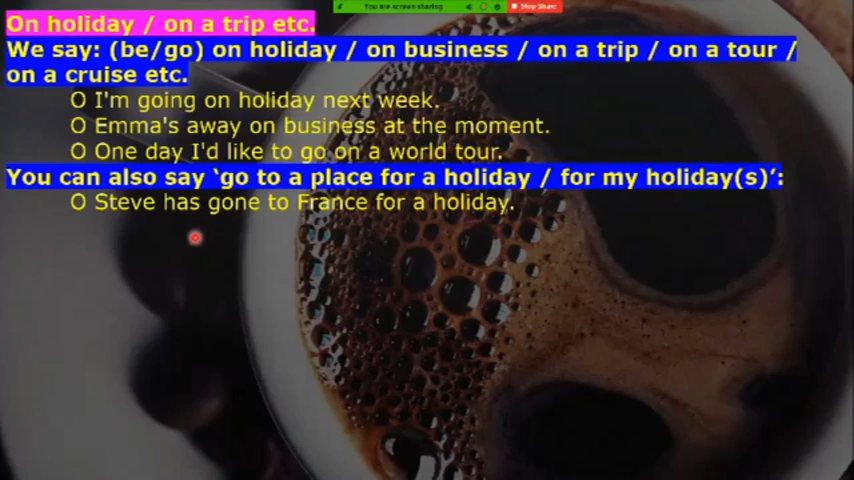 You are screen sharing
Stop Share
On holiday / on a trip etc.
We say: (be/go) on holiday / on business / on a trip / on a tour /
on a cruise etc.
O I'm going on holiday next week.
O Emma's away on business at the moment.
O One day I'd like to go on a world tour.
You can also say ‘go to a place for a holiday / for my holiday(s)’:
O Steve has gone to France for a holiday.